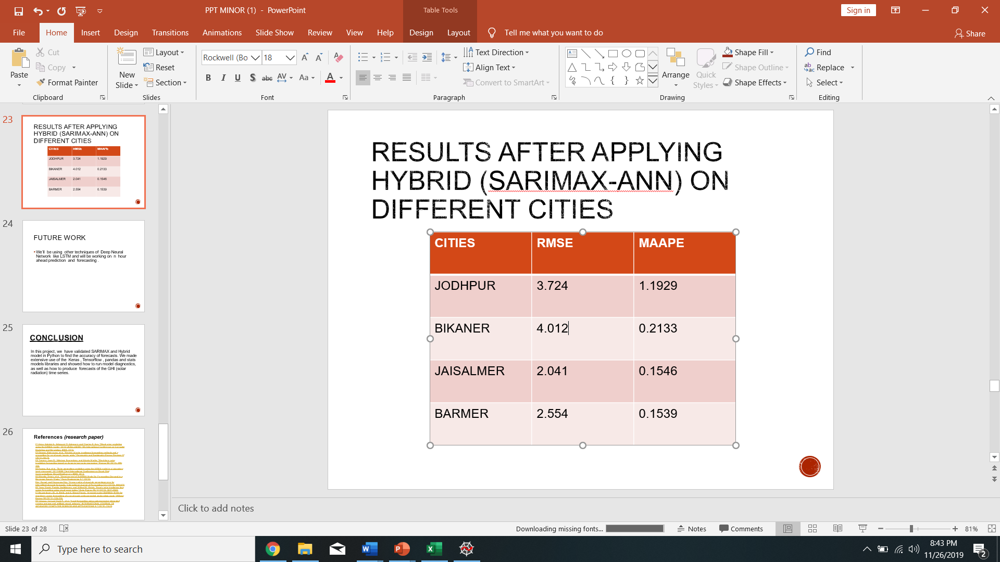 PPT MINOR (1) - PowerPoint
Table Tools
Sign in
File Home Insert Design Transitions Animations Slide Show Review View Help Design Layout Tell me what you want to do Share
Paste
Cut
Copy
Format Painter
Clipboard
New
Slide
Layout
Reset
Section
Slides
Rockwell (Bo 18
B I U S abc AV Aa A
Font
Text Direction
Align Text
Convert to SmartArt
Paragraph
Arrange
Quick
Styles
Shape Fill
Shape Outline
Shape Effects
Drawing
Find
Replace
Select
Editing
23
RESULTS AFTER APPLYING
HYBRID (SARIMAX-ANN) ON
DIFFERENT CITIES
CITIES RMSE MAAPE
JODHPUR 3.724 1.1929
BIKANER 4.012 0.2133
JAISALMER 2.041 0.1546
BARMER 2.554 0.1539
24
FUTURE WORK
We'll be using other techniques of Deep Neural
Network like LSTM and will be working on n hour
ahead prediction and forecasting .
25
CONCLUSION
In this project, we have validated SARIMAX and Hybrid
model in Python to find the accuracy of forecasts. We made
extensive use of the Keras , Tensorflow , pandas and stats
models libraries and showed how to run model diagnostics,
as well as how to produce forecasts of the GHI (solar
radiation) time series.
26
References (research paper)
RESULTS AFTER APPLYING
HYBRID (SARIMAX-ANN) ON
DIFFERENT CITIES
CITIES RMSE MAAPE
JODHPUR 3.724 1.1929
BIKANER 4.012 0.2133
JAISALMER 2.041 0.1546
BARMER 2.554 0.1539
Click to add notes
Slide 23 of 28
Downloading missing fonts...
Notes
Comments
81%
Type here to search
8:43 PM
11/26/2019
2